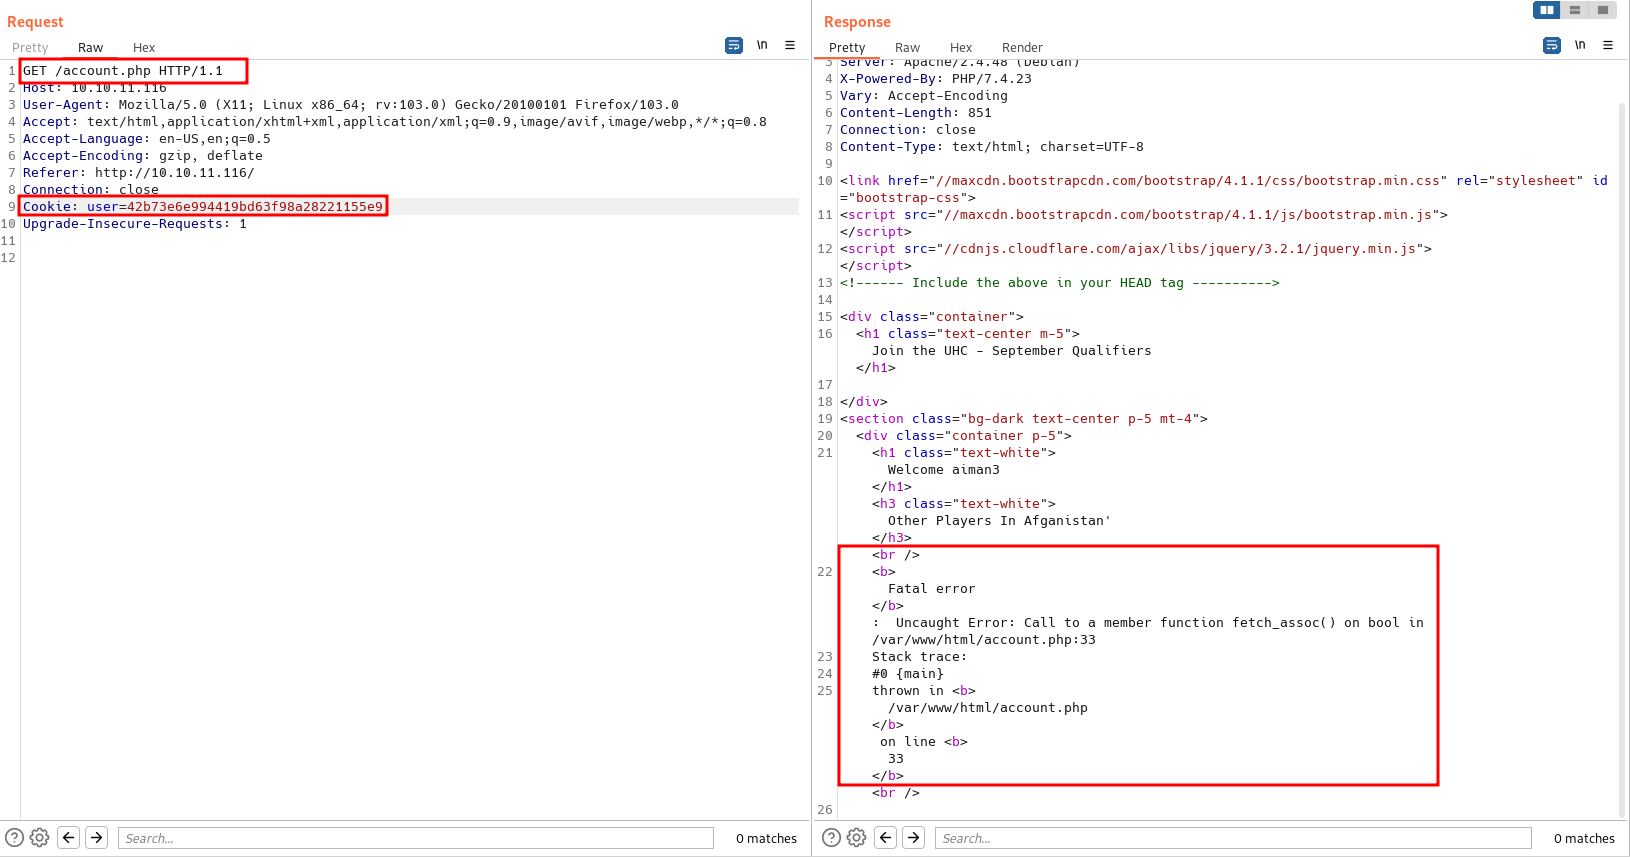 Request
Pretty Raw Hex \n
1 GET /account.php HTTP/1.1
2 Host: 10.10.11.116
3 User-Agent: Mozilla/5.0 (X11; Linux x86_64; rv:103.0) Gecko/20100101 Firefox/103.0
4 Accept: text/html,application/xhtml+xml,application/xml;q=0.9,image/avif,image/webp,*/*;q=0.8
5 Accept-Language: en-US,en;q=0.5
6 Accept-Encoding: gzip, deflate
7 Referer: http://10.10.11.116/
8 Connection: close
9 Cookie: user=42b73e6e994419bd63f98a28221155e9
10 Upgrade-Insecure-Requests: 1
11
12
Search...
0 matches
Response
Pretty Raw Hex Render \n
3 Server: Apache/2.4.48 (Debian)
4 X-Powered-By: PHP/7.4.23
5 Vary: Accept-Encoding
6 Content-Length: 851
7 Connection: close
8 Content-Type: text/html; charset=UTF-8
9
10 <link href="//maxcdn.bootstrapcdn.com/bootstrap/4.1.1/css/bootstrap.min.css" rel="stylesheet" id
="bootstrap-css">
11 <script src="//maxcdn.bootstrapcdn.com/bootstrap/4.1.1/js/bootstrap.min.js">
</script>
12 <script src="//cdnjs.cloudflare.com/ajax/libs/jquery/3.2.1/jquery.min.js">
</script>
13 <!------ Include the above in your HEAD tag ---------->
14
15 <div class="container">
16 <h1 class="text-center m-5">
Join the UHC - September Qualifiers
</h1>
17
18 </div>
19 <section class="bg-dark text-center p-5 mt-4">
20 <div class="container p-5">
21 <h1 class="text-white">
Welcome aiman3
</h1>
<h3 class="text-white">
Other Players In Afganistan'
</h3>
<br />
22 <b>
Fatal error
</b>
: Uncaught Error: Call to a member function fetch_assoc() on bool in
/var/www/html/account.php:33
23 Stack trace:
24 #0 {main}
25 thrown in <b>
/var/www/html/account.php
</b>
on line <b>
33
</b>
<br />
26
Search...
0 matches